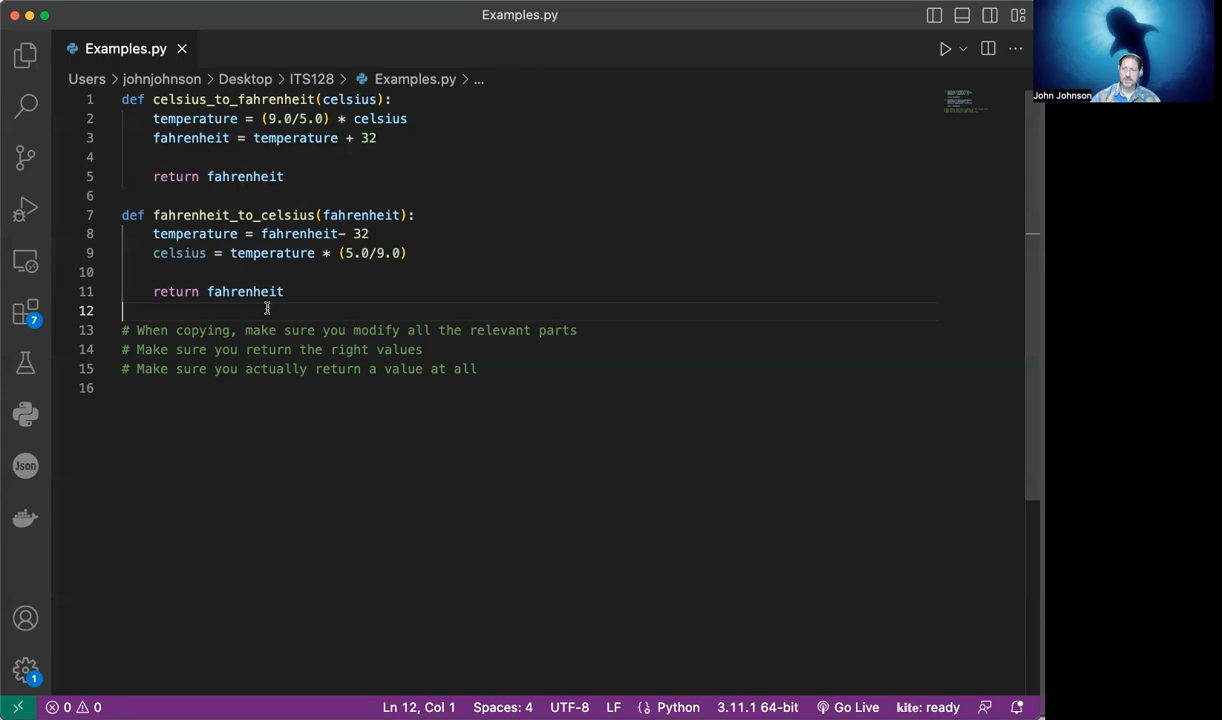 Examples.py
Examples.py
Users > johnjohnson > Desktop > ITS128 > Examples.py > ...
John Johnson
1 def celsius_to_fahrenheit(celsius):
2 temperature = (9.0/5.0) * celsius
3 fahrenheit = temperature + 32
4
5 return fahrenheit
6
7 def fahrenheit_to_celsius(fahrenheit):
8 temperature = fahrenheit- 32
9 celsius = temperature * (5.0/9.0)
10
11 return fahrenheit
12
13 # When copying, make sure you modify all the relevant parts
14 # Make sure you return the right values
15 # Make sure you actually return a value at all
16
7
Json
1
0 0 Ln 12, Col 1 Spaces: 4 UTF-8 LF Python 3.11.1 64-bit Go Live kite: ready